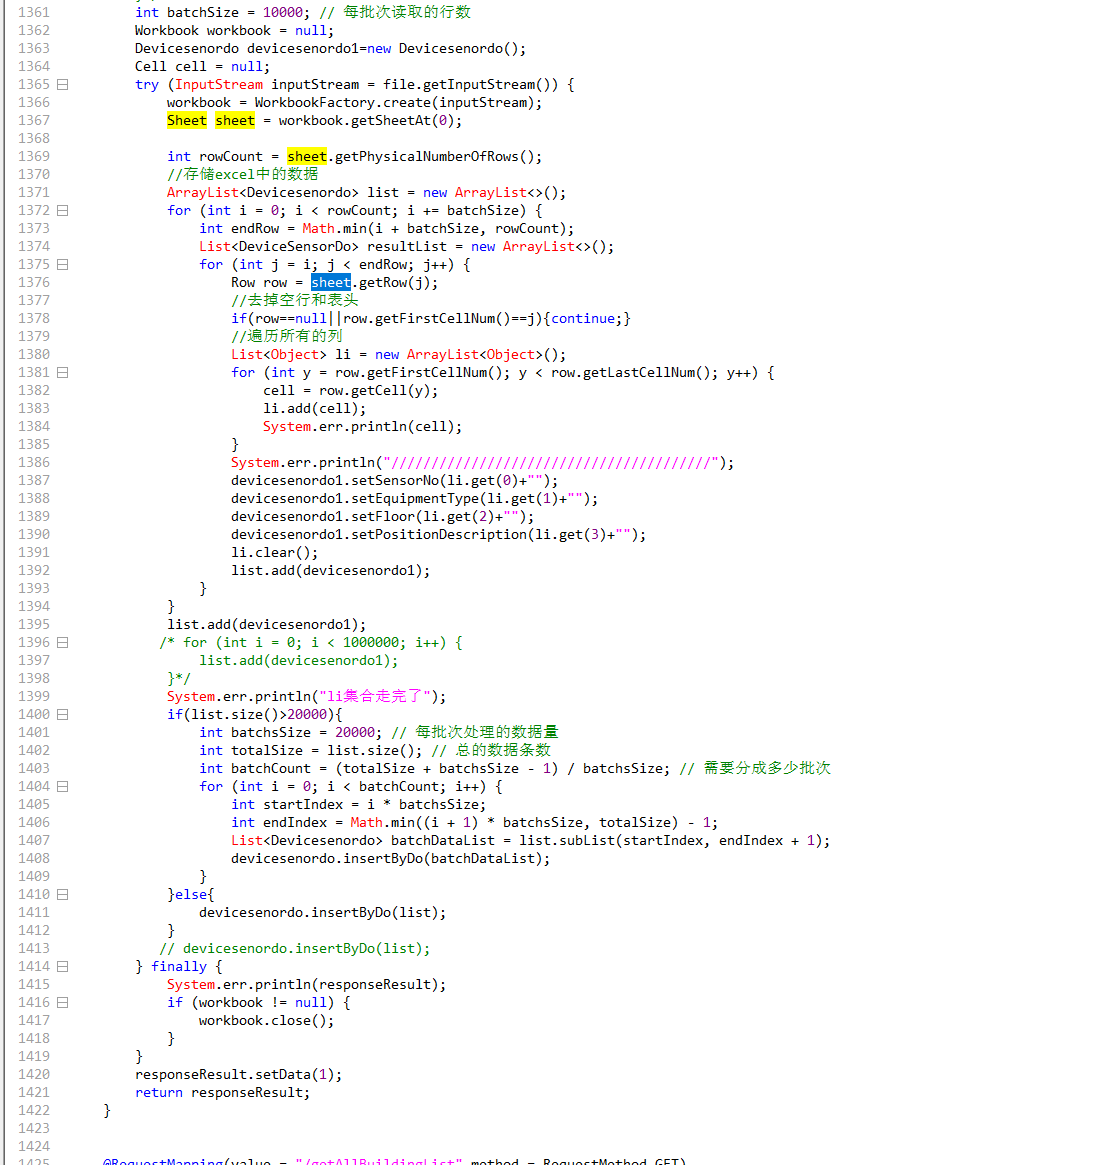 1361 int batchSize = 10000; // 每批次读取的行数
1362 Workbook workbook = null;
1363 Devicesenordo devicesenordo1=new Devicesenordo();
1364 Cell cell = null;
1365 try (InputStream inputStream = file.getInputStream()) {
1366 workbook = WorkbookFactory.create(inputStream);
1367 Sheet sheet = workbook.getSheetAt(0);
1368
1369 int rowCount = sheet.getPhysicalNumberOfRows();
1370 //存储excel中的数据
1371 ArrayList<Devicesenordo> list = new ArrayList<>();
1372 for (int i = 0; i < rowCount; i += batchSize) {
1373 int endRow = Math.min(i + batchSize, rowCount);
1374 List<DeviceSensorDo> resultList = new ArrayList<>();
1375 for (int j = i; j < endRow; j++) {
1376 Row row = sheet.getRow(j);
1377 //去掉空行和表头
1378 if(row==null||row.getFirstCellNum()==j){continue;}
1379 //遍历所有的列
1380 List<Object> li = new ArrayList<Object>();
1381 for (int y = row.getFirstCellNum(); y < row.getLastCellNum(); y++) {
1382 cell = row.getCell(y);
1383 li.add(cell);
1384 System.err.println(cell);
1385 }
1386 System.err.println("////////////////////////////////////////");
1387 devicesenordo1.setSensorNo(li.get(0)+"");
1388 devicesenordo1.setEquipmentType(li.get(1)+"");
1389 devicesenordo1.setFloor(li.get(2)+"");
1390 devicesenordo1.setPositionDescription(li.get(3)+"");
1391 li.clear();
1392 list.add(devicesenordo1);
1393 }
1394 }
1395 list.add(devicesenordo1);
1396 /* for (int i = 0; i < 1000000; i++) {
1397 list.add(devicesenordo1);
1398 }*/
1399 System.err.println("li集合走完了");
1400 if(list.size()>20000){
1401 int batchsSize = 20000; // 每批次处理的数据量
1402 int totalSize = list.size(); // 总的数据条数
1403 int batchCount = (totalSize + batchsSize - 1) / batchsSize; // 需要分成多少批次
1404 for (int i = 0; i < batchCount; i++) {
1405 int startIndex = i * batchsSize;
1406 int endIndex = Math.min((i + 1) * batchsSize, totalSize) - 1;
1407 List<Devicesenordo> batchDataList = list.subList(startIndex, endIndex + 1);
1408 devicesenordo.insertByDo(batchDataList);
1409 }
1410 }else{
1411 devicesenordo.insertByDo(list);
1412 }
1413 // devicesenordo.insertByDo(list);
1414 } finally {
1415 System.err.println(responseResult);
1416 if (workbook != null) {
1417 workbook.close();
1418 }
1419 }
1420 responseResult.setData(1);
1421 return responseResult;
1422 }
1423
1424
1425 @RequestMapping(value = "/getAllBuildingList" method = RequestMethod GET)